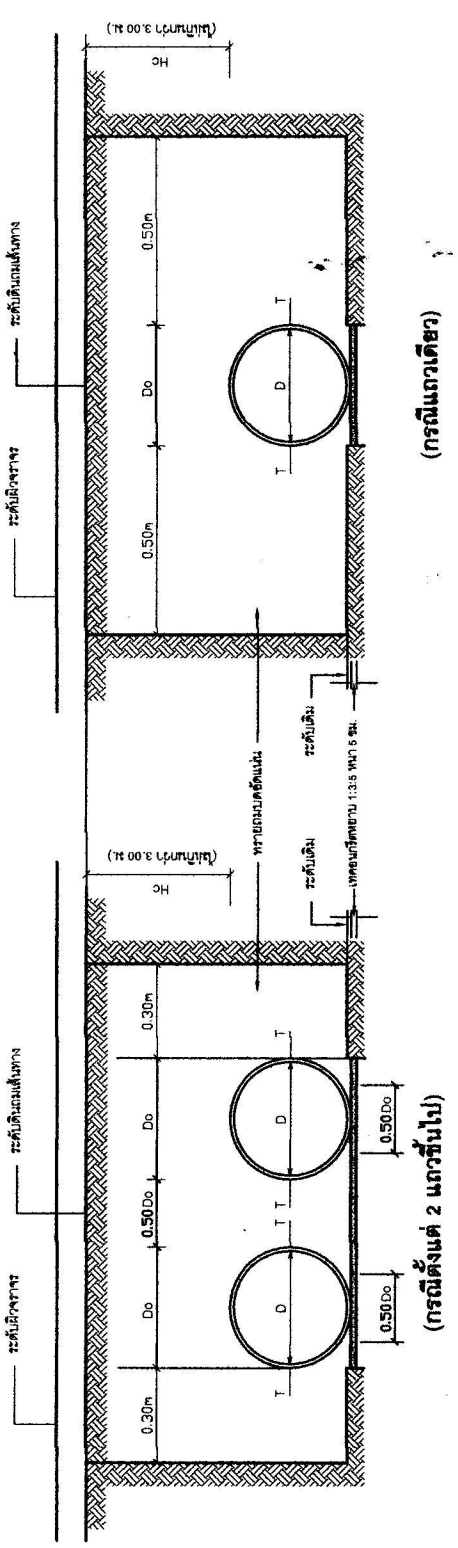 ระดับผิวจราจร
ระดับดินถมเส้นทาง
Hc
(ไม่เกินกว่า 3.00 ม.)
0.30m
Do
0.50Do
Do
0.30m
T
D
T
T
D
T
0.50Do
0.50Do
(กรณีตั้งแต่ 2 แถวขึ้นไป)
ทรายถมบดอัดแน่น
ระดับเดิม
ระดับเดิม
เทคอนกรีตหยาบ 1:3:5 หนา 5 ซม.
ระดับผิวจราจร
ระดับดินถมเส้นทาง
Hc
(ไม่เกินกว่า 3.00 ม.)
0.50m
Do
0.50m
T
D
T
(กรณีแถวเดียว)